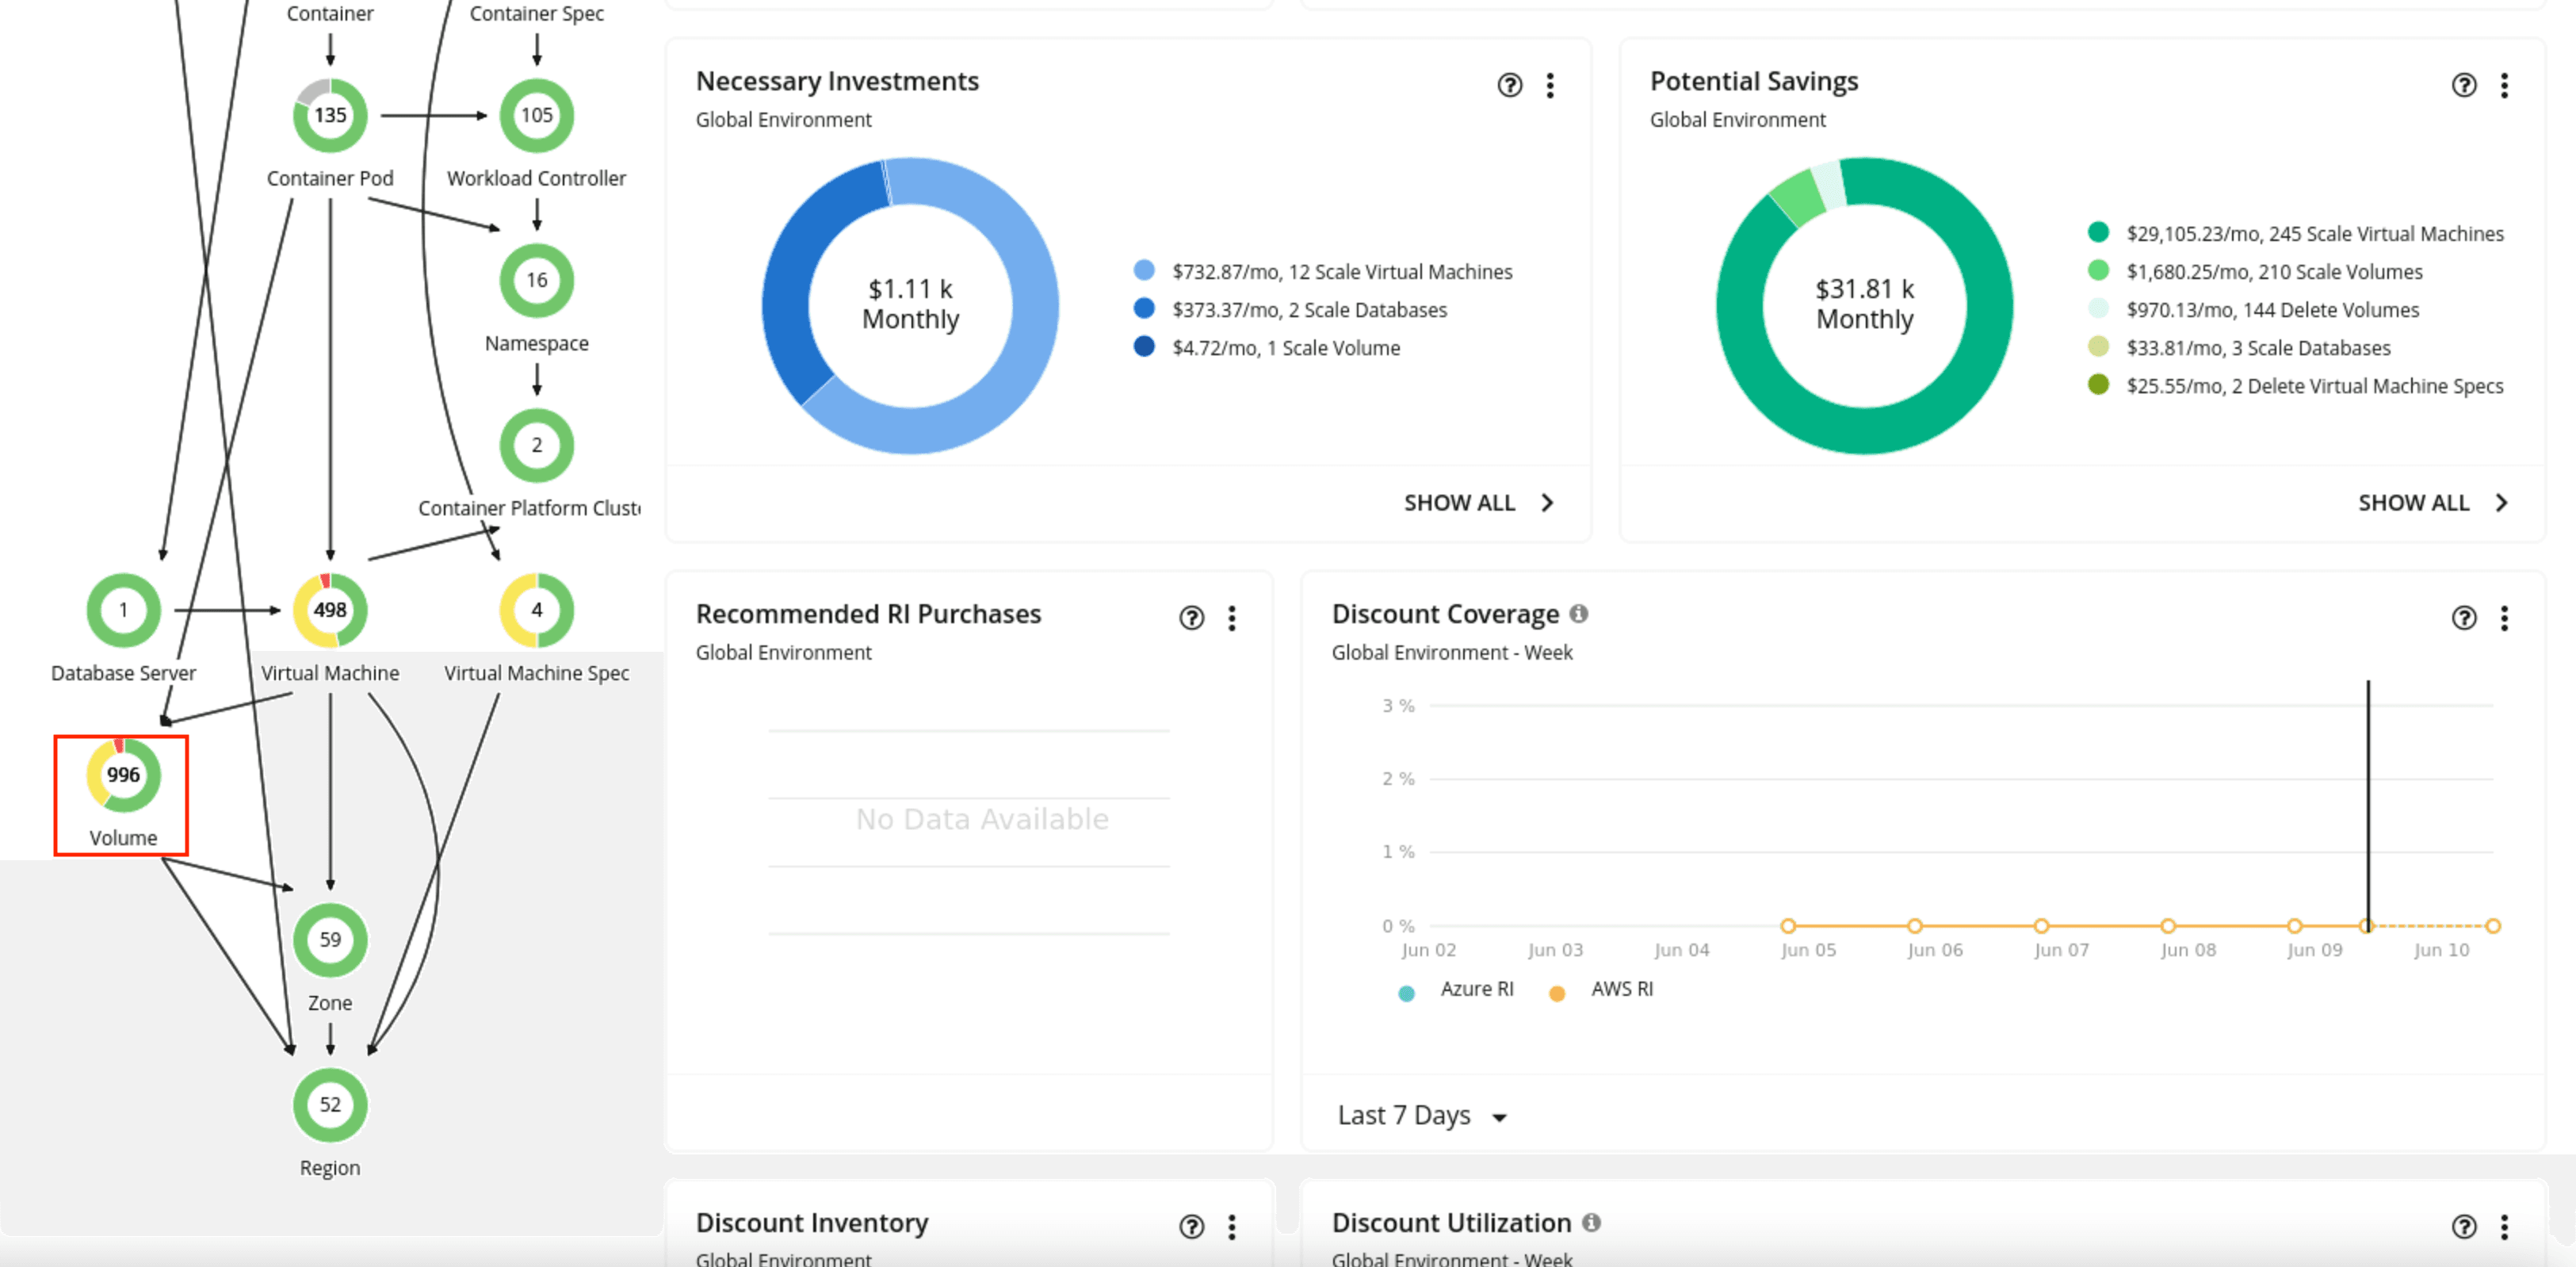 Container
Container Spec
135
105
Container Pod
Workload Controller
16
Namespace
2
Container Platform Cluste
1
498
4
Database Server
Virtual Machine
Virtual Machine Spec
996
Volume
59
Zone
52
Region
Necessary Investments
Global Environment
$1.11 k
Monthly
$732.87/mo, 12 Scale Virtual Machines
$373.37/mo, 2 Scale Databases
$4.72/mo, 1 Scale Volume
SHOW ALL
Potential Savings
Global Environment
$31.81 k
Monthly
$29,105.23/mo, 245 Scale Virtual Machines
$1,680.25/mo, 210 Scale Volumes
$970.13/mo, 144 Delete Volumes
$33.81/mo, 3 Scale Databases
$25.55/mo, 2 Delete Virtual Machine Specs
SHOW ALL
Recommended RI Purchases
Global Environment
No Data Available
Discount Coverage
Global Environment - Week
3 %
2 %
1 %
0 %
Jun 02 Jun 03 Jun 04 Jun 05 Jun 06 Jun 07 Jun 08 Jun 09 Jun 10
Azure RI AWS RI
Last 7 Days
Discount Inventory
Global Environment
Discount Utilization
Global Environment - Week